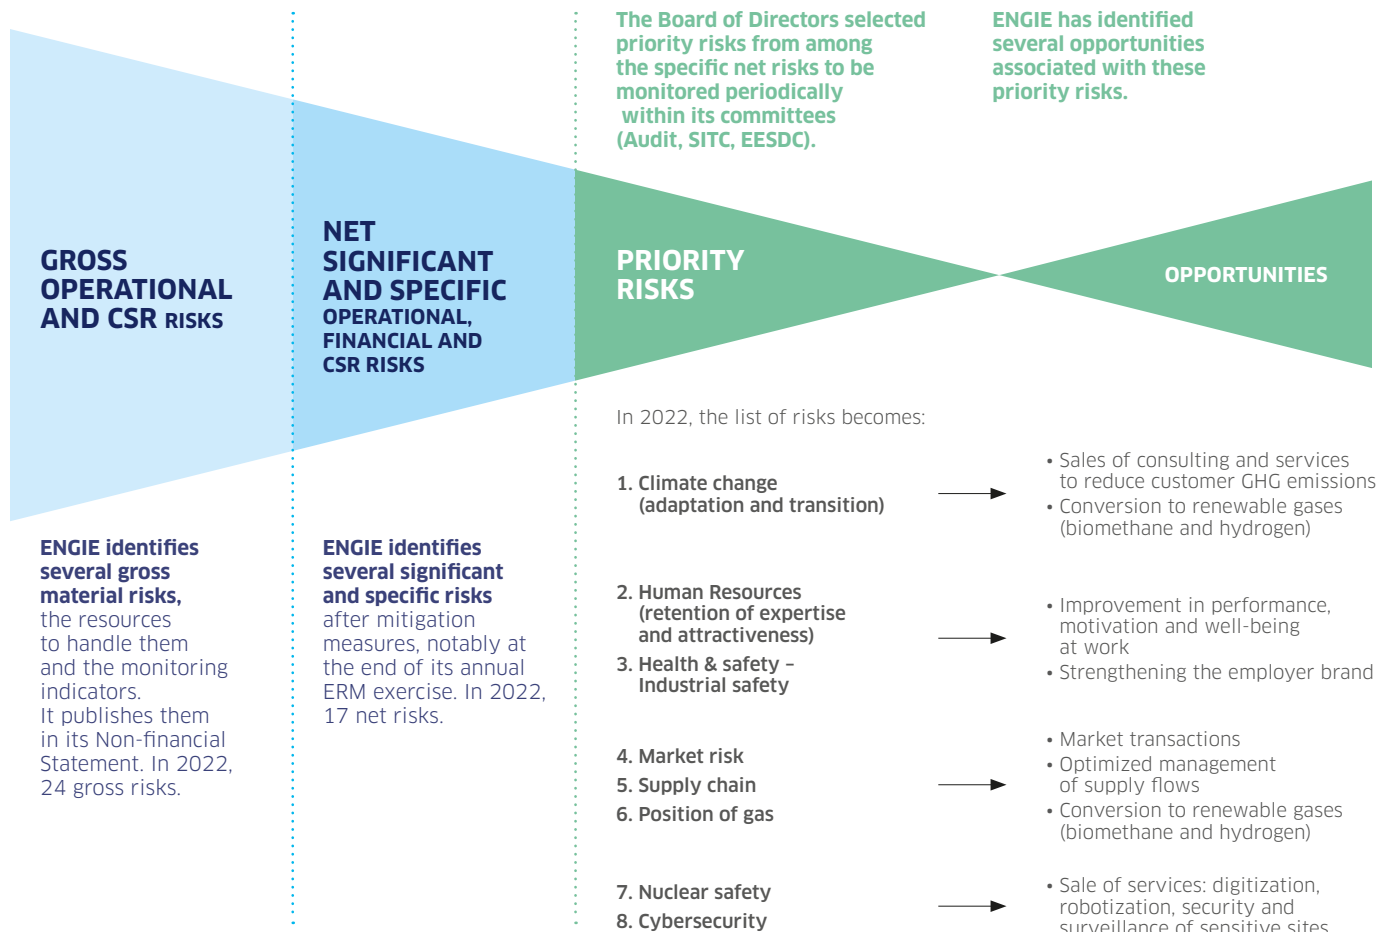 The Board of Directors selected
priority risks from among
the specific net risks to be
monitored periodically
within its committees
(Audit, SITC, EESDC).
ENGIE has identified
several opportunities
associated with these
priority risks.
GROSS
OPERATIONAL
AND CSR RISKS
NET
SIGNIFICANT
AND SPECIFIC
OPERATIONAL,
FINANCIAL AND
CSR RISKS
PRIORITY
RISKS
OPPORTUNITIES
ENGIE identifies
several gross
material risks,
the resources
to handle them
and the monitoring
indicators.
It publishes them
in its Non-financial
Statement. In 2022,
24 gross risks.
ENGIE identifies
several significant
and specific risks
after mitigation
measures, notably at
the end of its annual
ERM exercise. In 2022,
17 net risks.
In 2022, the list of risks becomes:
1. Climate change
(adaptation and transition)
• Sales of consulting and services
to reduce customer GHG emissions
• Conversion to renewable gases
(biomethane and hydrogen)
2. Human Resources
(retention of expertise
and attractiveness)
3. Health & safety –
Industrial safety
• Improvement in performance,
motivation and well-being
at work
• Strengthening the employer brand
4. Market risk
5. Supply chain
6. Position of gas
• Market transactions
• Optimized management
of supply flows
• Conversion to renewable gases
(biomethane and hydrogen)
7. Nuclear safety
8. Cybersecurity
• Sale of services: digitization,
robotization, security and
surveillance of sensitive sites